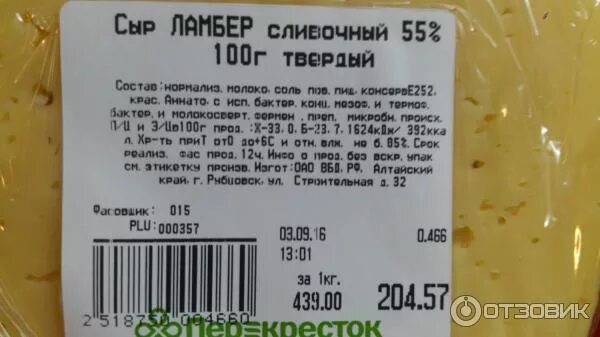 Сыр ЛАМБЕР сливочный 55%
100г твердый
Состав:нормализ. молоко, соль пов. пищ. консервЕ252,
крас. Аннато, с исп. бактер. конц. мезоф. и термоф.
бактер. и молокосверт. фермен. преп. микробн. происх.
П/Ц и Э/Цв100г прод. :Х-33.0, Б-23.7.1624кДж/ 392кка
л. Хр-ть приТ от0 до+6С и отн. влж. не б. 85%. Срок
реализ. фас прод. 12ч. Инфо о прод. без вскр. упак
см. этикетку произв. Изгот:ОАО ВБД, РФ, Алтайский
край, г. Рубцовск, ул. Строительная д. 32
Фасовщик: 015
PLU:000357
03.09.16 0.466
13:01
за 1кг.
439.00 204.57
2 518750 004660
Перекресток
ОТЗОВИК